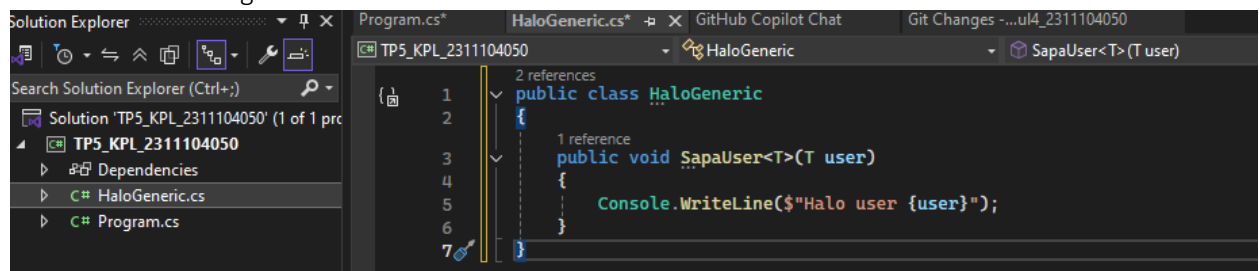 Solution Explorer
Program.cs*
HaloGeneric.cs*
GitHub Copilot Chat
Git Changes -...ul4_2311104050
Search Solution Explorer (Ctrl+;)
Solution 'TP5_KPL_2311104050' (1 of 1 pro
TP5_KPL_2311104050
Dependencies
C# HaloGeneric.cs
C# Program.cs
C# TP5_KPL_2311104050
HaloGeneric
SapaUser<T>(T user)
2 references
1 public class HaloGeneric
2 {
1 reference
3 public void SapaUser<T>(T user)
4 {
5 Console.WriteLine($"Halo user {user}");
6 }
7 }